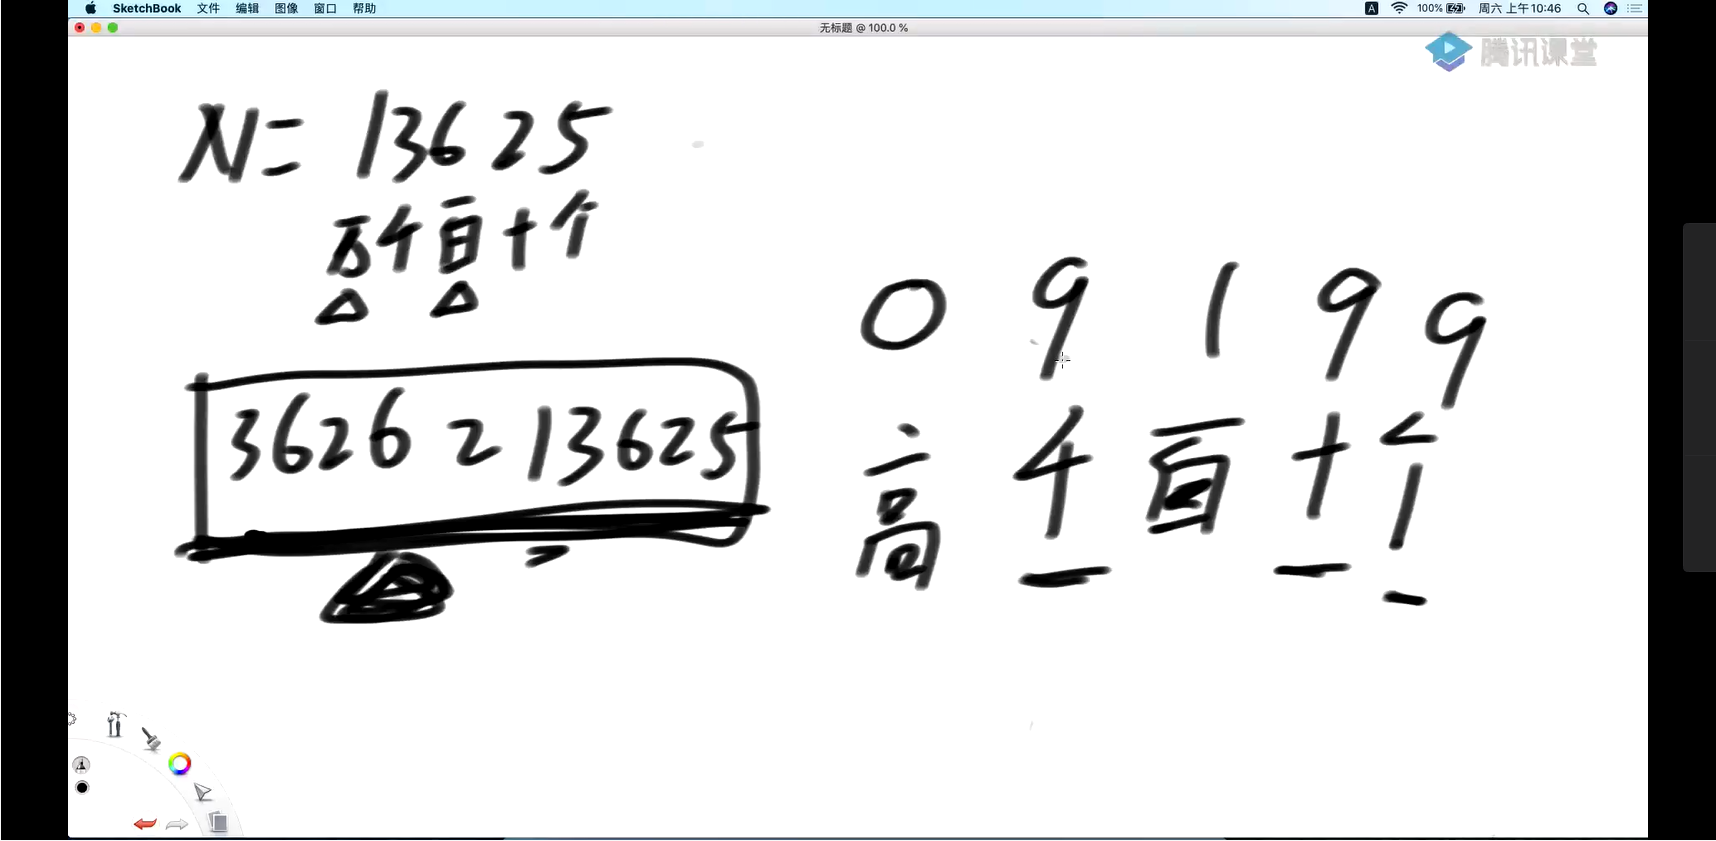 SketchBook 文件 编辑 图像 窗口 帮助 A 100% 周六 上午10:46
无标题 @ 100.0 %
腾讯课堂
N= 13625
万千百十个
3626 2 13625
0 9 1 9 9
高 千 百 十 个